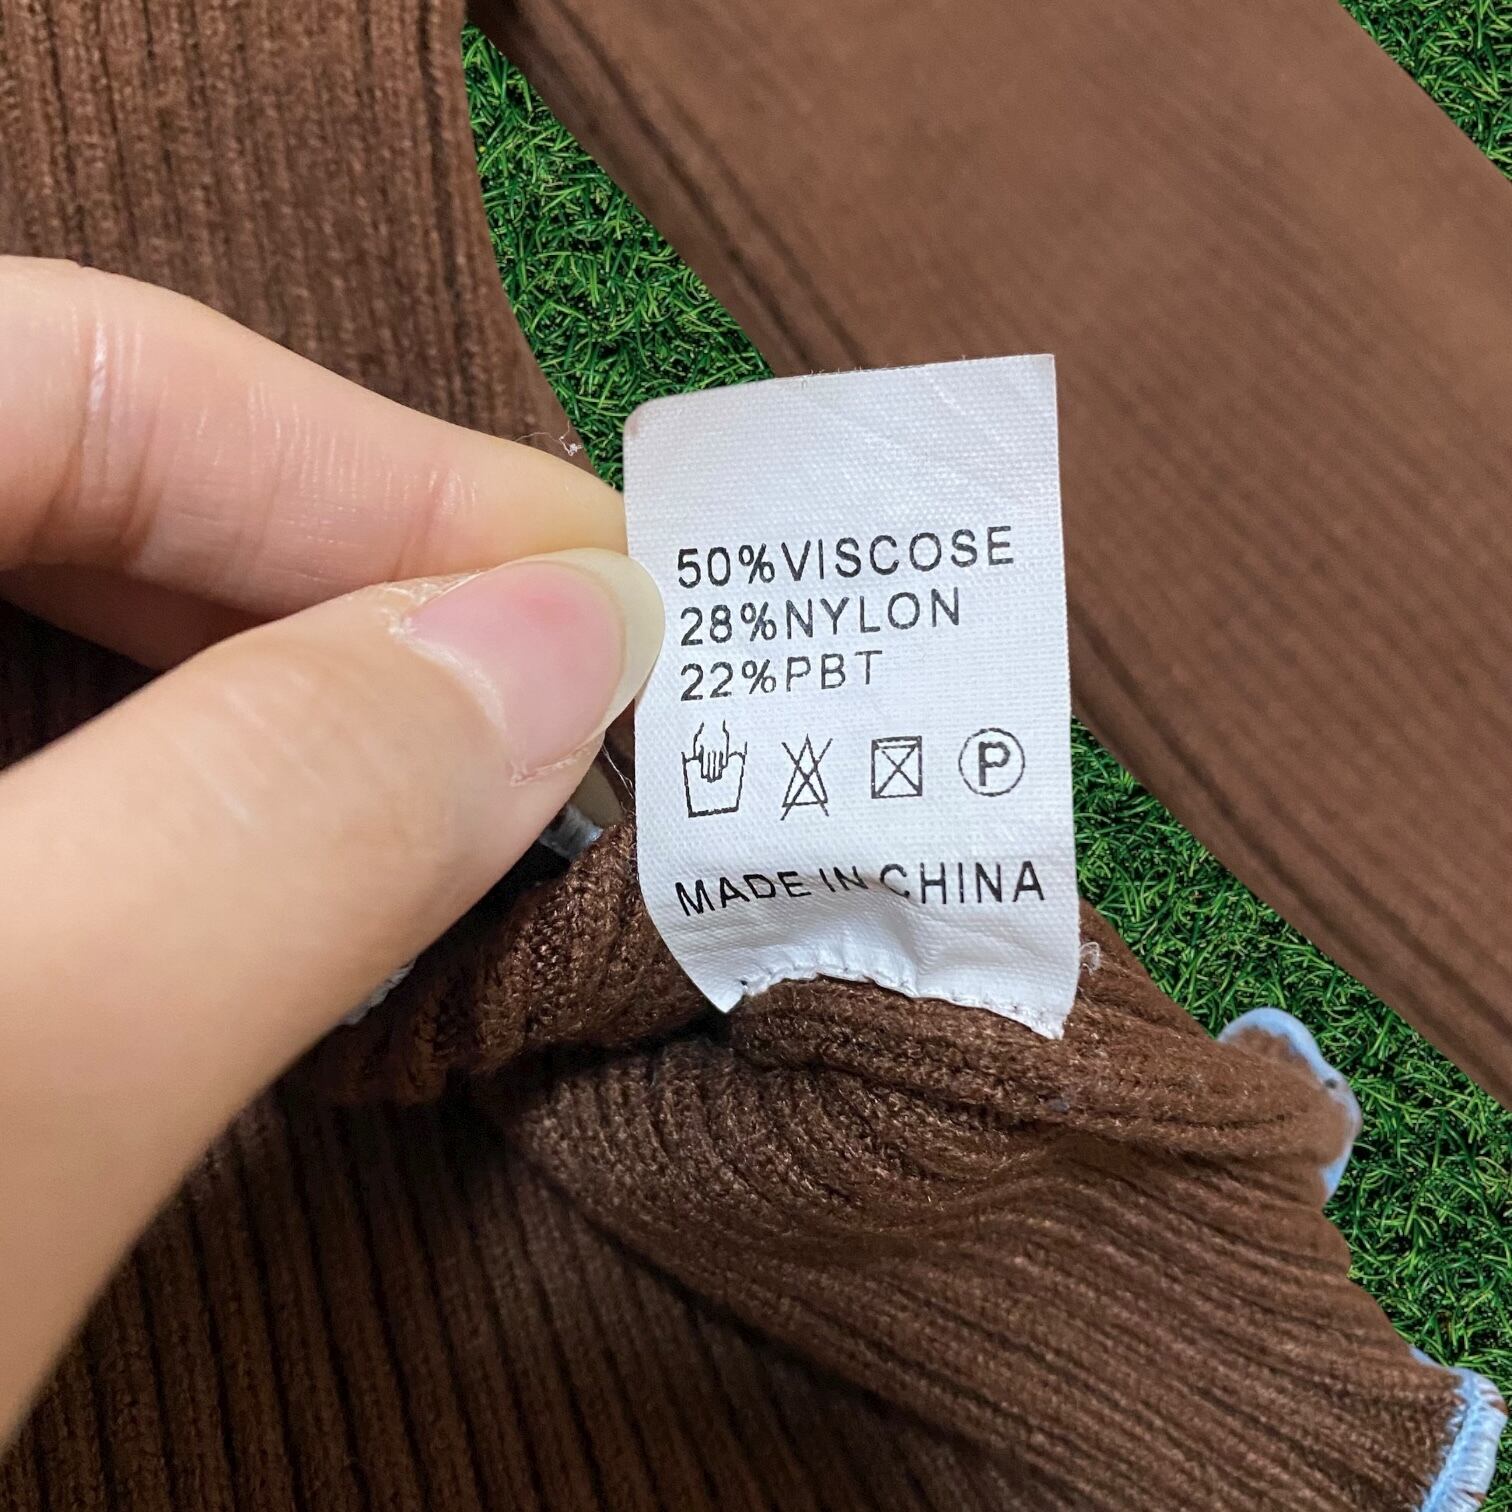 50%VISCOSE
28%NYLON
22%PBT
P
MADE IN CHINA